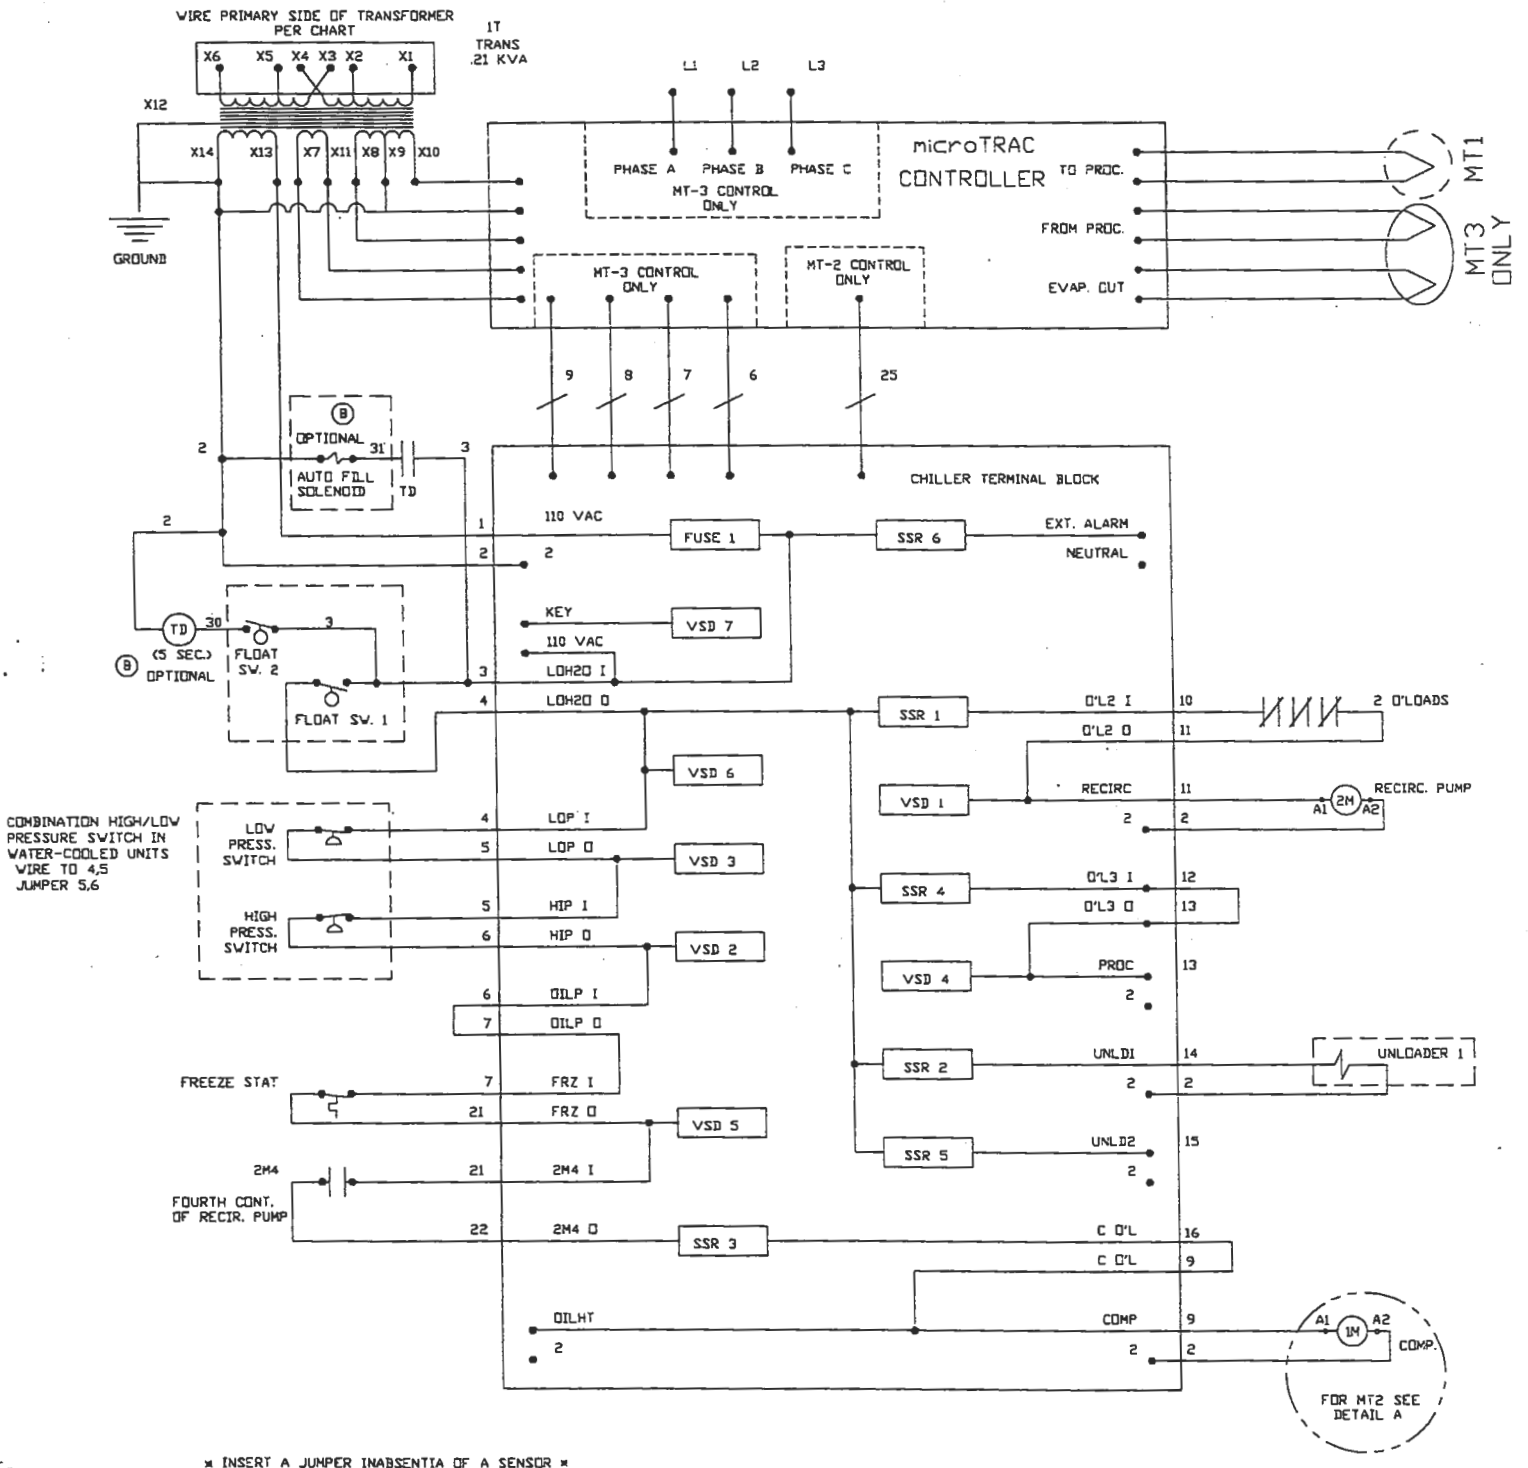 WIRE PRIMARY SIDE OF TRANSFORMER
PER CHART
1T
TRANS
.21 KVA
X6 X5 X4 X3 X2 X1
X12
X14 X13 X7 X11 X8 X9 X10
GROUND
L1 L2 L3
PHASE A PHASE B PHASE C
MT-3 CONTROL
ONLY
microTRAC
CONTROLLER
TO PROC.
FROM PROC.
EVAP. OUT
MT1
MT3
ONLY
MT-3 CONTROL
ONLY
MT-2 CONTROL
ONLY
9 8 7 6 25
B
OPTIONAL
31
AUTO FILL
SOLENOID
TD
2
3
CHILLER TERMINAL BLOCK
2
1 110 VAC
FUSE 1
SSR 6
EXT. ALARM
2 2
NEUTRAL
KEY
VSD 7
110 VAC
TD
30
3
(5 SEC.)
B
OPTIONAL
FLOAT
SW. 2
FLOAT SW. 1
3 LOH2O I
4 LOH2O O
SSR 1
O'L2 I 10
2 O'LOADS
O'L2 O 11
VSD 6
VSD 1
RECIRC 11
A1 2M A2
RECIRC. PUMP
2 2
COMBINATION HIGH/LOW
PRESSURE SWITCH IN
WATER-COOLED UNITS
WIRE TO 4,5
JUMPER 5,6
LOW
PRESS.
SWITCH
4 LOP I
5 LOP O
VSD 3
SSR 4
O'L3 I 12
O'L3 O 13
HIGH
PRESS.
SWITCH
5 HIP I
6 HIP O
VSD 2
VSD 4
PROC 13
2
6 OILP I
7 OILP O
SSR 2
UNLD1 14
UNLOADER 1
2 2
FREEZE STAT
7 FRZ I
21 FRZ O
VSD 5
SSR 5
UNLD2 15
2
2M4
21 2M4 I
FOURTH CONT.
OF RECIR. PUMP
22 2M4 O
SSR 3
C O'L 16
C O'L 9
OILHT
2
COMP 9
A1 1M A2
COMP.
2 2
FOR MT2 SEE
DETAIL A
* INSERT A JUMPER INABSENTIA OF A SENSOR *